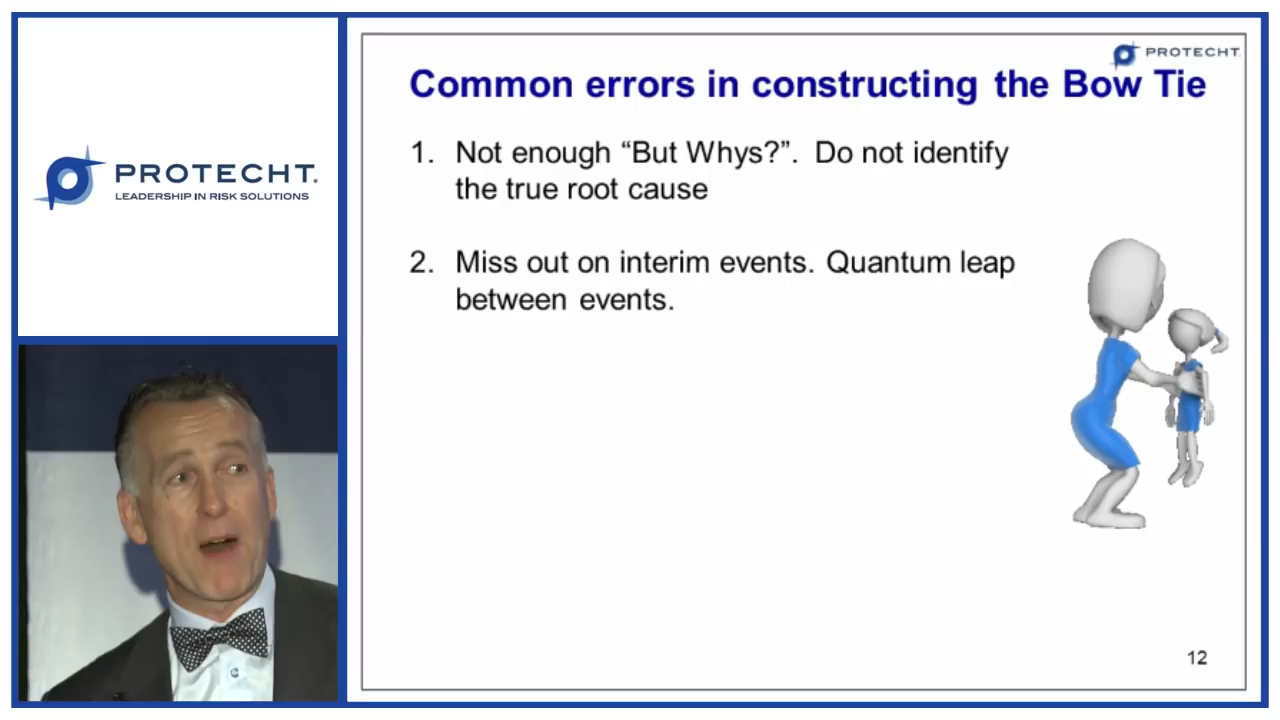 PROTECHT.
LEADERSHIP IN RISK SOLUTIONS
PROTECHT.
Common errors in constructing the Bow Tie
1. Not enough “But Whys?”. Do not identify
the true root cause
2. Miss out on interim events. Quantum leap
between events.
12